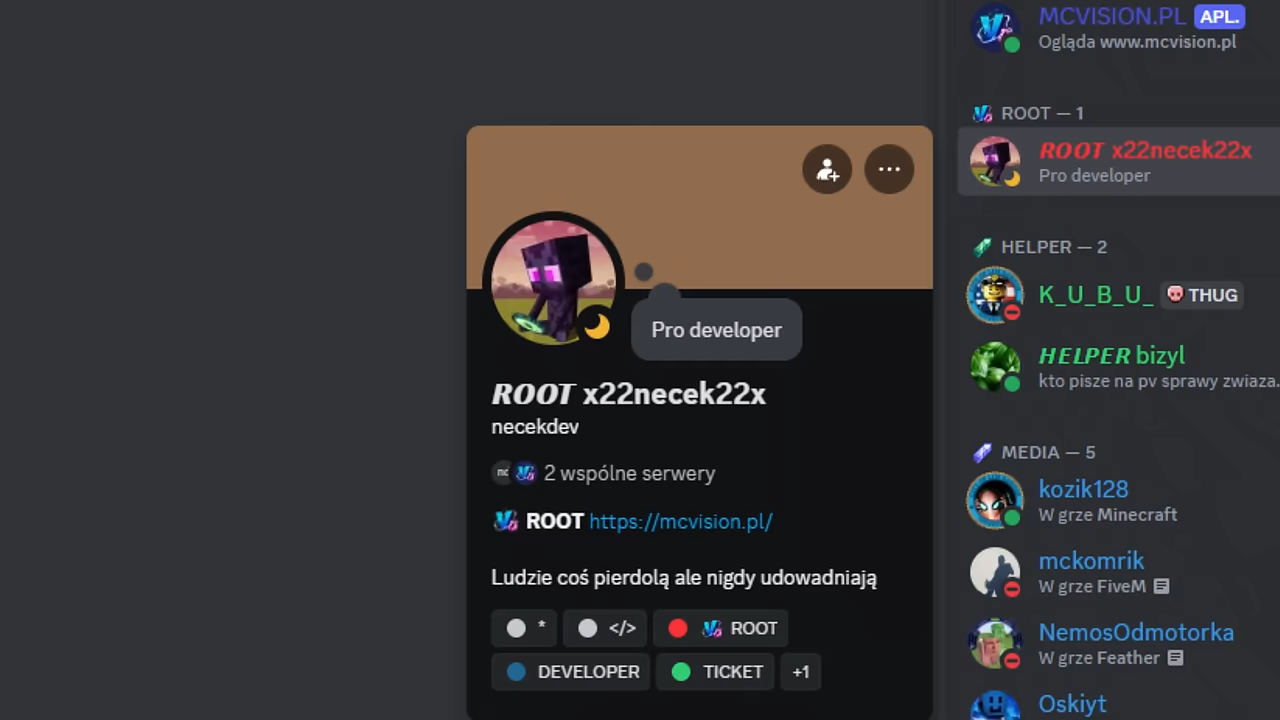 Pro developer
ROOT x22necek22x
necekdev
2 wspólne serwery
ROOT https://mcvision.pl/
Ludzie coś pierdolą ale nigdy udowadniają
* </> ROOT
DEVELOPER TICKET +1
MCVISION.PL APL.
Ogląda www.mcvision.pl
ROOT — 1
ROOT x22necek22x
Pro developer
HELPER — 2
K_U_B_U_ THUG
HELPER bizyl
kto pisze na pv sprawy zwiaza.
MEDIA — 5
kozik128
W grze Minecraft
mckomrik
W grze FiveM
NemosOdmotorka
W grze Feather
Oskiyt